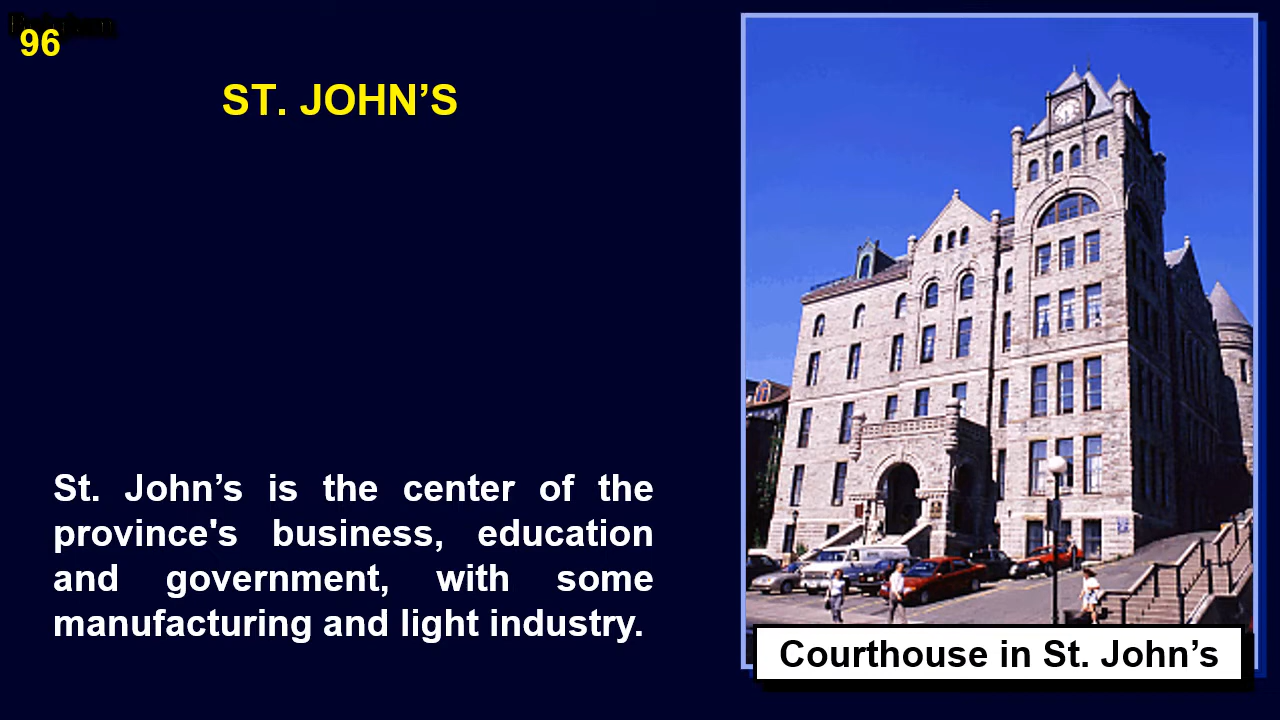 96
ST. JOHN’S
St. John’s is the center of the
province's business, education
and government, with some
manufacturing and light industry.
Courthouse in St. John’s